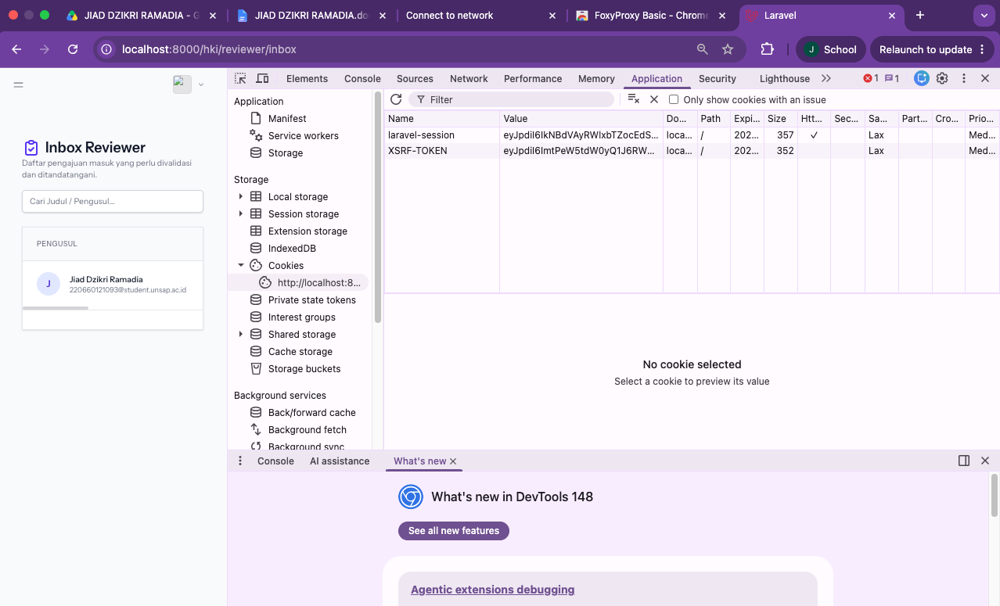 JIAD DZIKRI RAMADIA - G
JIAD DZIKRI RAMADIA.do
Connect to network
FoxyProxy Basic - Chrome
Laravel
localhost:8000/hki/reviewer/inbox
J School
Relaunch to update
Inbox Reviewer
Daftar pengajuan masuk yang perlu divalidasi
dan ditandatangani.
Cari Judul / Pengusul...
PENGUSUL
J
Jiad Dzikri Ramadia
220660121093@student.unsap.ac.id
Elements Console Sources Network Performance Memory Application Security Lighthouse 1 1
Application
Manifest
Service workers
Storage
Storage
Local storage
Session storage
Extension storage
IndexedDB
Cookies
http://localhost:8...
Private state tokens
Interest groups
Shared storage
Cache storage
Storage buckets
Background services
Back/forward cache
Background fetch
Background sync
Filter
Only show cookies with an issue
Name Value Do... Path Expi... Size Htt... Sec... Sa... Part... Cro... Prio...
laravel-session eyJpdiI6IkNBdVAyRWlxbTZocEdS... loca... / 202... 357 ✓ Lax Med...
XSRF-TOKEN eyJpdiI6ImtPeW5tdW0yQ1J6RW... loca... / 202... 352 Lax Med...
No cookie selected
Select a cookie to preview its value
Console AI assistance What's new
What's new in DevTools 148
See all new features
Agentic extensions debugging